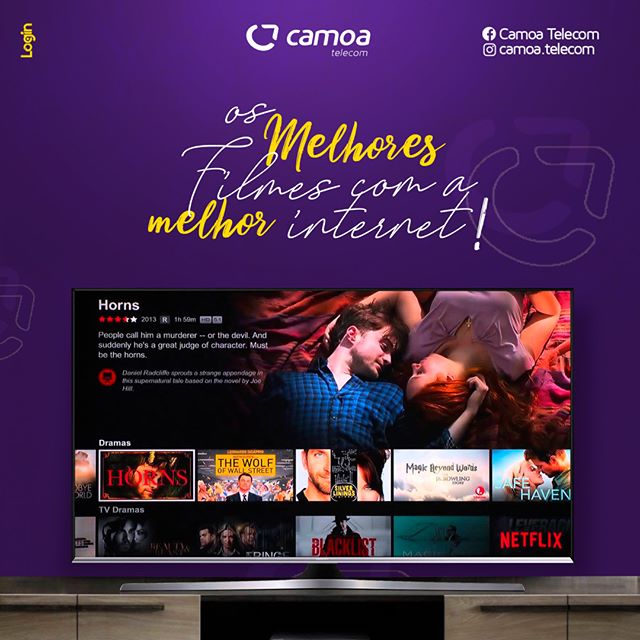 Login
camoa
telecom
Camoa Telecom
camoa.telecom
os
Melhores
Filmes com a
melhor internet!
Horns
2013 R 1h 59m HD 5.1
People call him a murderer -- or the devil. And
suddenly he's a great judge of character. Must
be the horns.
Daniel Radcliffe sprouts a strange appendage in
this supernatural tale based on the novel by Joe
Hill.
Dramas
HORNS
THE WOLF
OF WALL STREET
SILVER
LININGS
Magic Beyond Words
SAFE
HAVEN
TV Dramas
FRINGE
BLACKLIST
MAGIC
LEVERAGE
NETFLIX